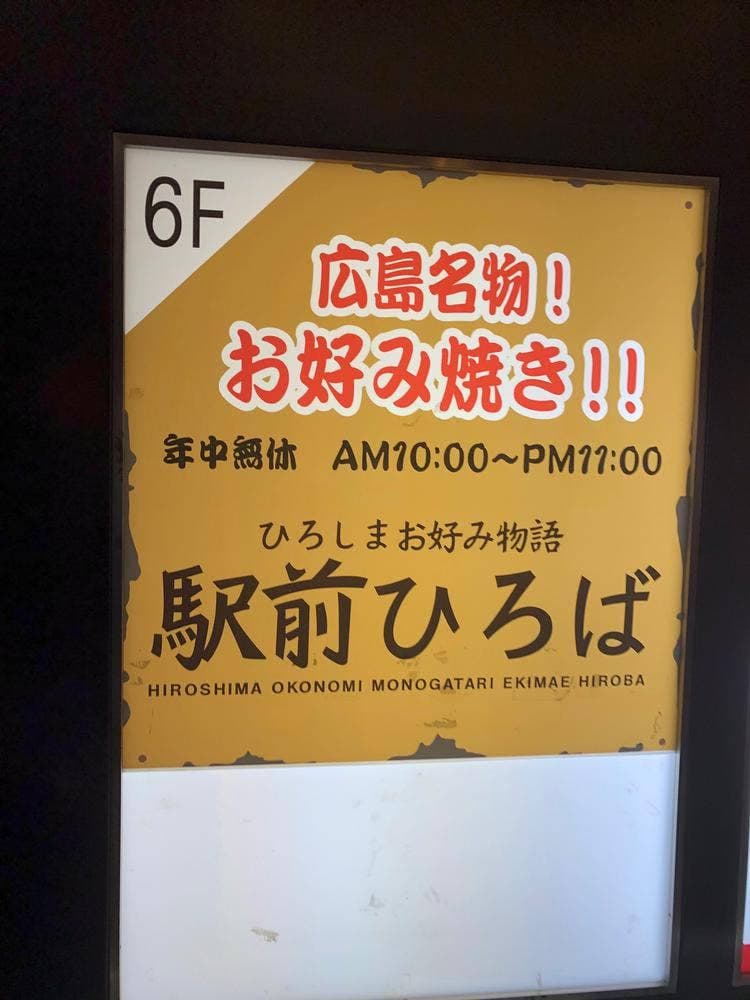 6F
広島名物!
お好み焼き!!
年中無休 AM10:00～PM11:00
ひろしまお好み物語
駅前ひろば
HIROSHIMA OKONOMI MONOGATARI EKIMAE HIROBA